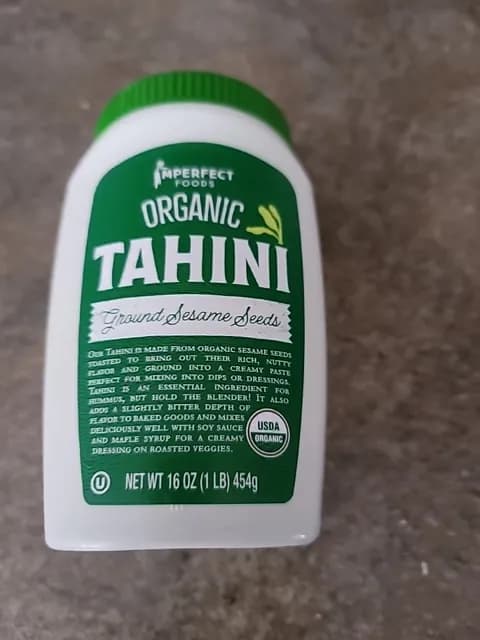 IMPERFECT
FOODS
ORGANIC
TAHINI
Ground Sesame Seeds
OUR TAHINI IS MADE FROM ORGANIC SESAME SEEDS
TOASTED TO BRING OUT THEIR RICH, NUTTY
FLAVOR AND GROUND INTO A CREAMY PASTE
PERFECT FOR MIXING INTO DIPS OR DRESSINGS.
TAHINI IS AN ESSENTIAL INGREDIENT FOR
HUMMUS, BUT HOLD THE BLENDER! IT ALSO
ADDS A SLIGHTLY BITTER DEPTH OF
FLAVOR TO BAKED GOODS AND MIXES
DELICIOUSLY WELL WITH SOY SAUCE
AND MAPLE SYRUP FOR A CREAMY
DRESSING ON ROASTED VEGGIES.
USDA
ORGANIC
U
NET WT 16 OZ (1 LB) 454g